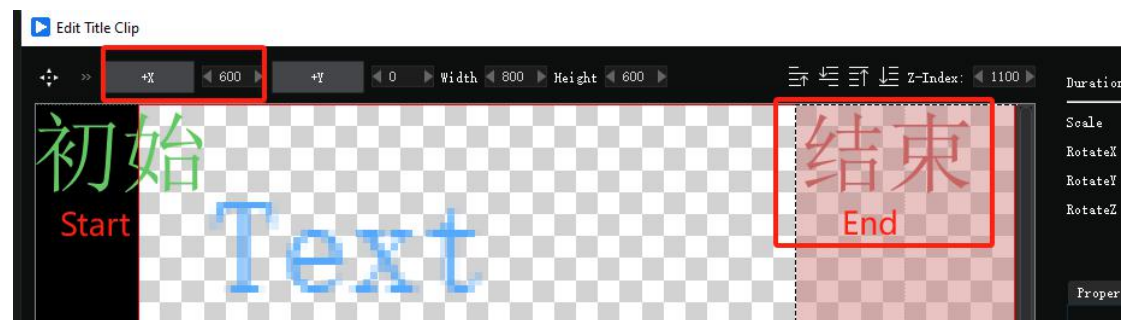 Edit Title Clip
» +X 600 +Y 0 Width 800 Height 600 Z-Index: 1100
Duration
Scale
RotateX
RotateY
RotateZ
初始 结束
Start End
Text
Proper